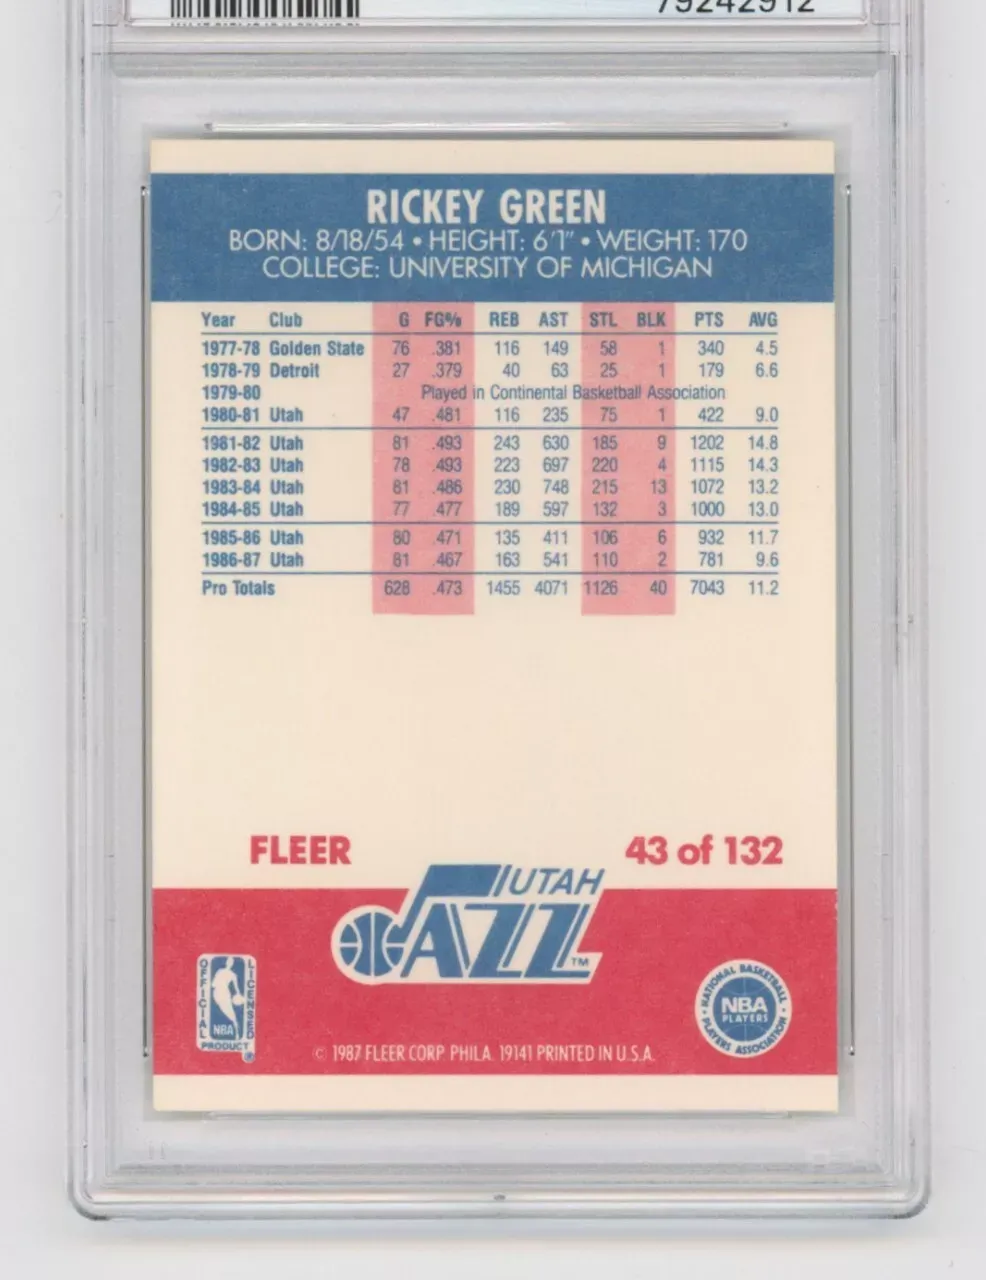 79242912
RICKEY GREEN
BORN: 8/18/54 • HEIGHT: 6'1" • WEIGHT: 170
COLLEGE: UNIVERSITY OF MICHIGAN
Year Club G FG% REB AST STL BLK PTS AVG
1977-78 Golden State 76 .381 116 149 58 1 340 4.5
1978-79 Detroit 27 .379 40 63 25 1 179 6.6
1979-80 Played in Continental Basketball Association
1980-81 Utah 47 .481 116 235 75 1 422 9.0
1981-82 Utah 81 .493 243 630 185 9 1202 14.8
1982-83 Utah 78 .493 223 697 220 4 1115 14.3
1983-84 Utah 81 .486 230 748 215 13 1072 13.2
1984-85 Utah 77 .477 189 597 132 3 1000 13.0
1985-86 Utah 80 .471 135 411 106 6 932 11.7
1986-87 Utah 81 .467 163 541 110 2 781 9.6
Pro Totals 628 .473 1455 4071 1126 40 7043 11.2
FLEER 43 of 132
UTAH
JAZZ TM
OFFICIAL LICENSED
NBA
PRODUCT ®
NATIONAL BASKETBALL
NBA
PLAYERS
PLAYERS ASSOCIATION
© 1987 FLEER CORP. PHILA. 19141 PRINTED IN U.S.A.